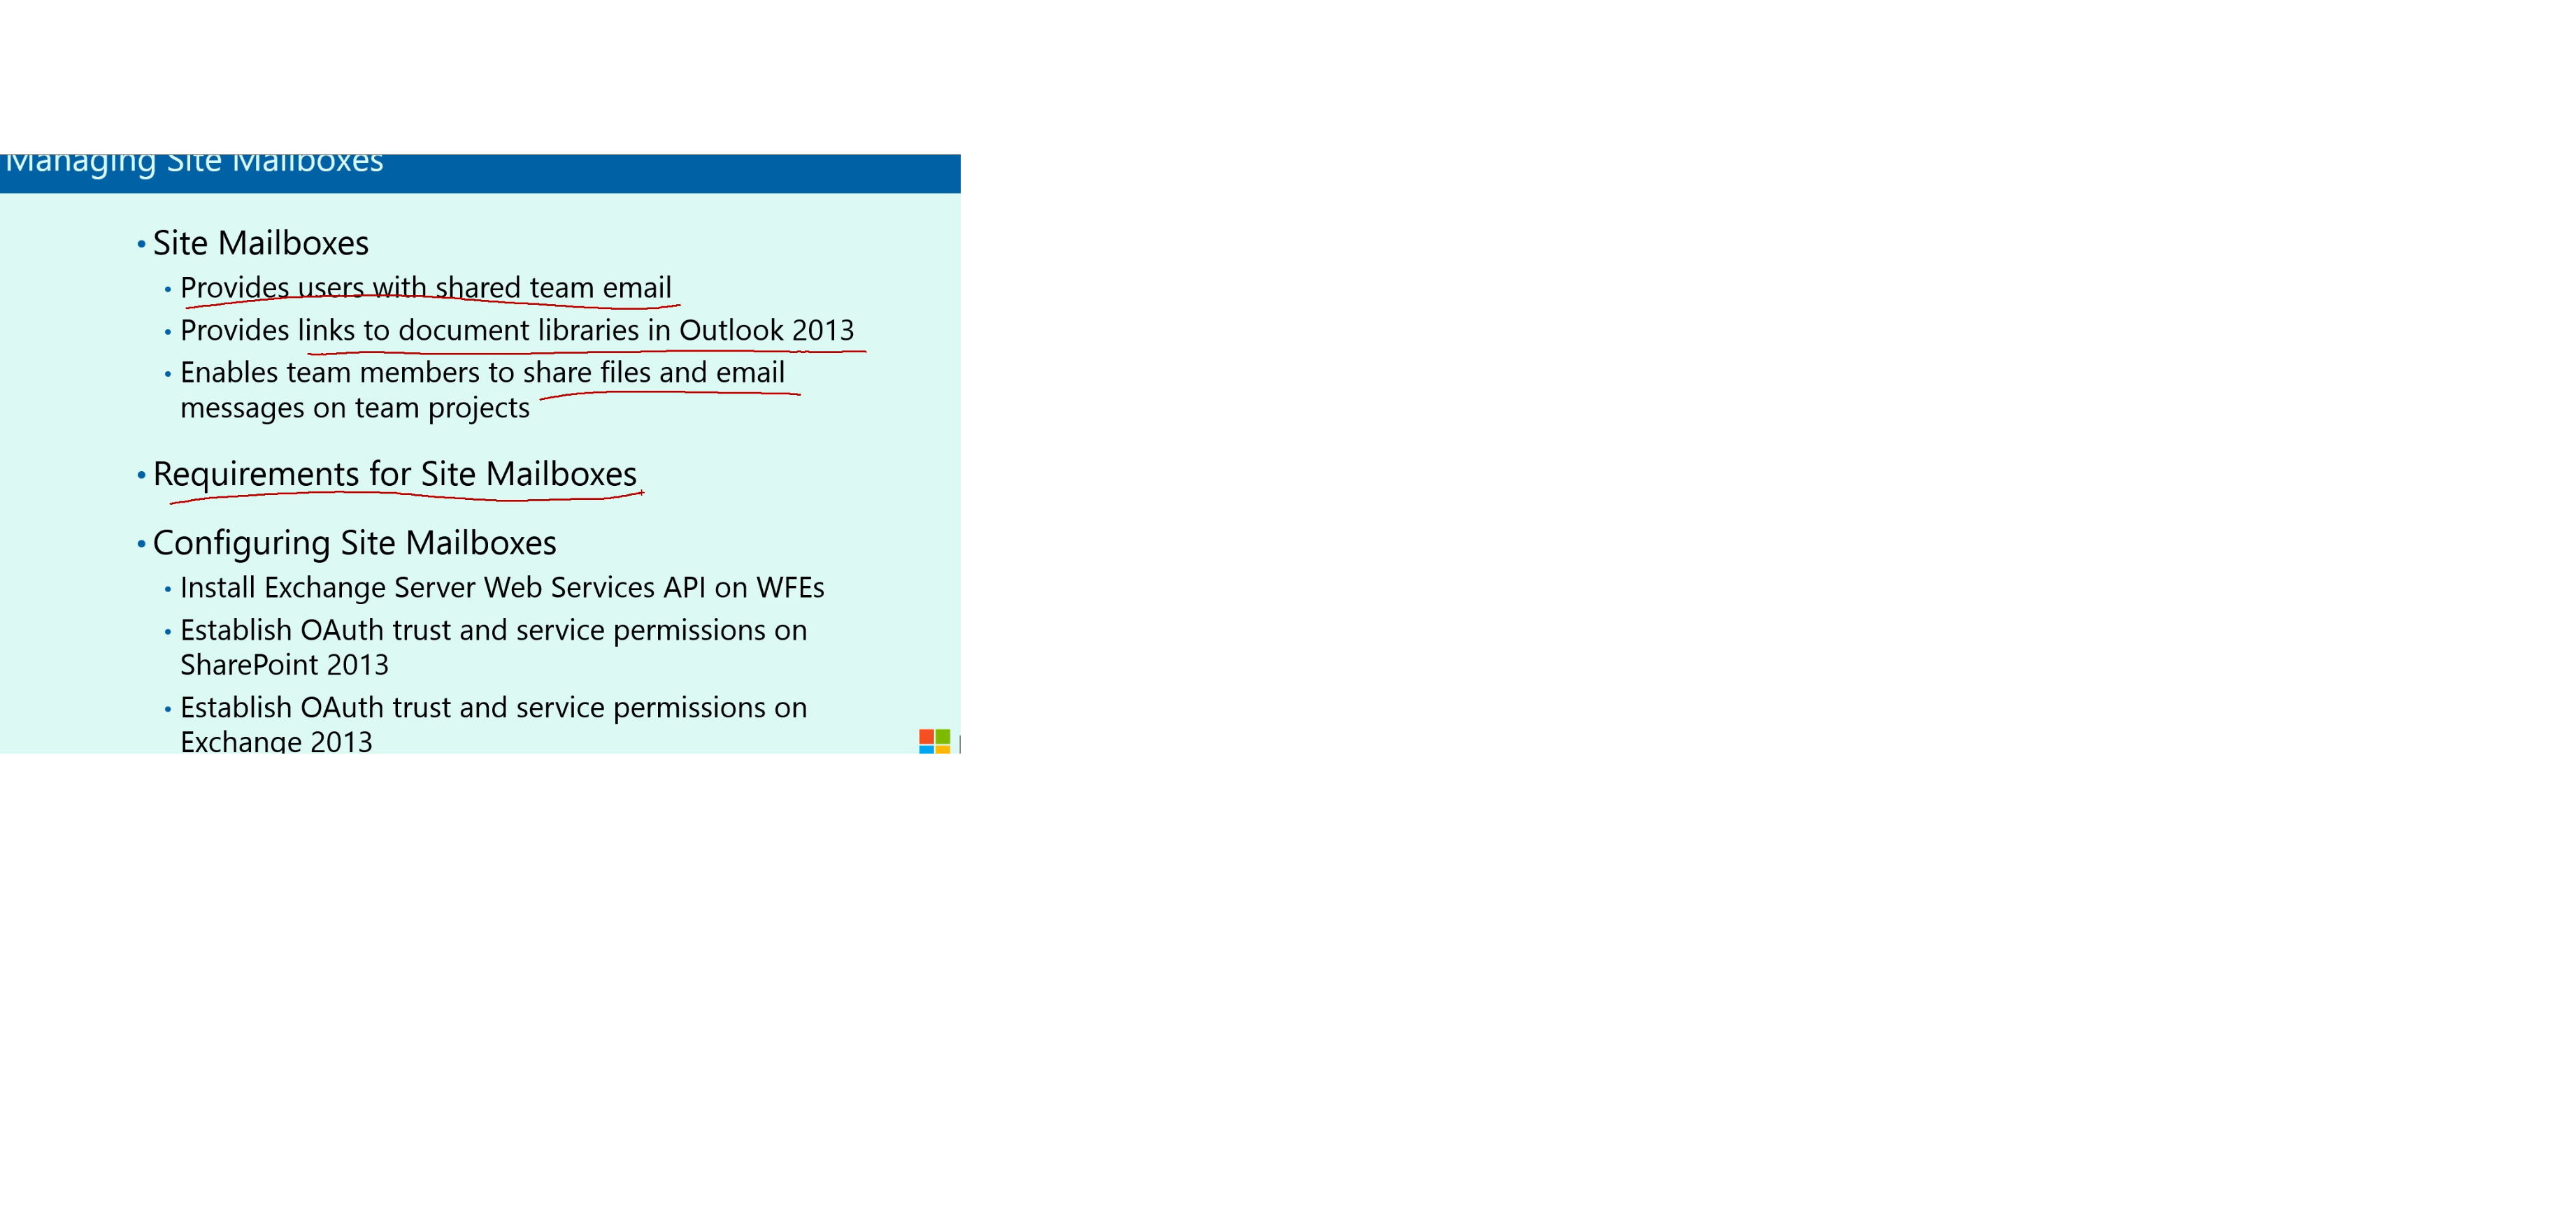 Managing Site Mailboxes
• Site Mailboxes
• Provides users with shared team email
• Provides links to document libraries in Outlook 2013
• Enables team members to share files and email
messages on team projects
• Requirements for Site Mailboxes
• Configuring Site Mailboxes
• Install Exchange Server Web Services API on WFEs
• Establish OAuth trust and service permissions on
SharePoint 2013
• Establish OAuth trust and service permissions on
Exchange 2013